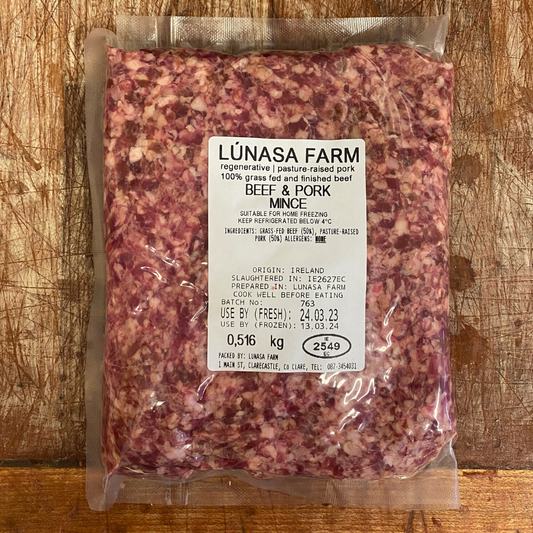 LÚNASA FARM
regenerative | pasture-raised pork
100% grass fed and finished beef
BEEF & PORK
MINCE
SUITABLE FOR HOME FREEZING
KEEP REFRIGERATED BELOW 4°C
INGREDIENTS: GRASS-FED BEEF (50%), PASTURE-RAISED
PORK (50%) ALLERGENS: NONE
ORIGIN: IRELAND
SLAUGHTERED IN: IE2627EC
PREPARED IN: LUNASA FARM
COOK WELL BEFORE EATING
BATCH No: 763
USE BY (FRESH): 24.03.23
USE BY (FROZEN): 13.03.24
0,516 kg
IE
2549
EC
PACKED BY: LUNASA FARM
1 MAIN ST, CLARECASTLE, Co CLARE, TEL: 087-3454031